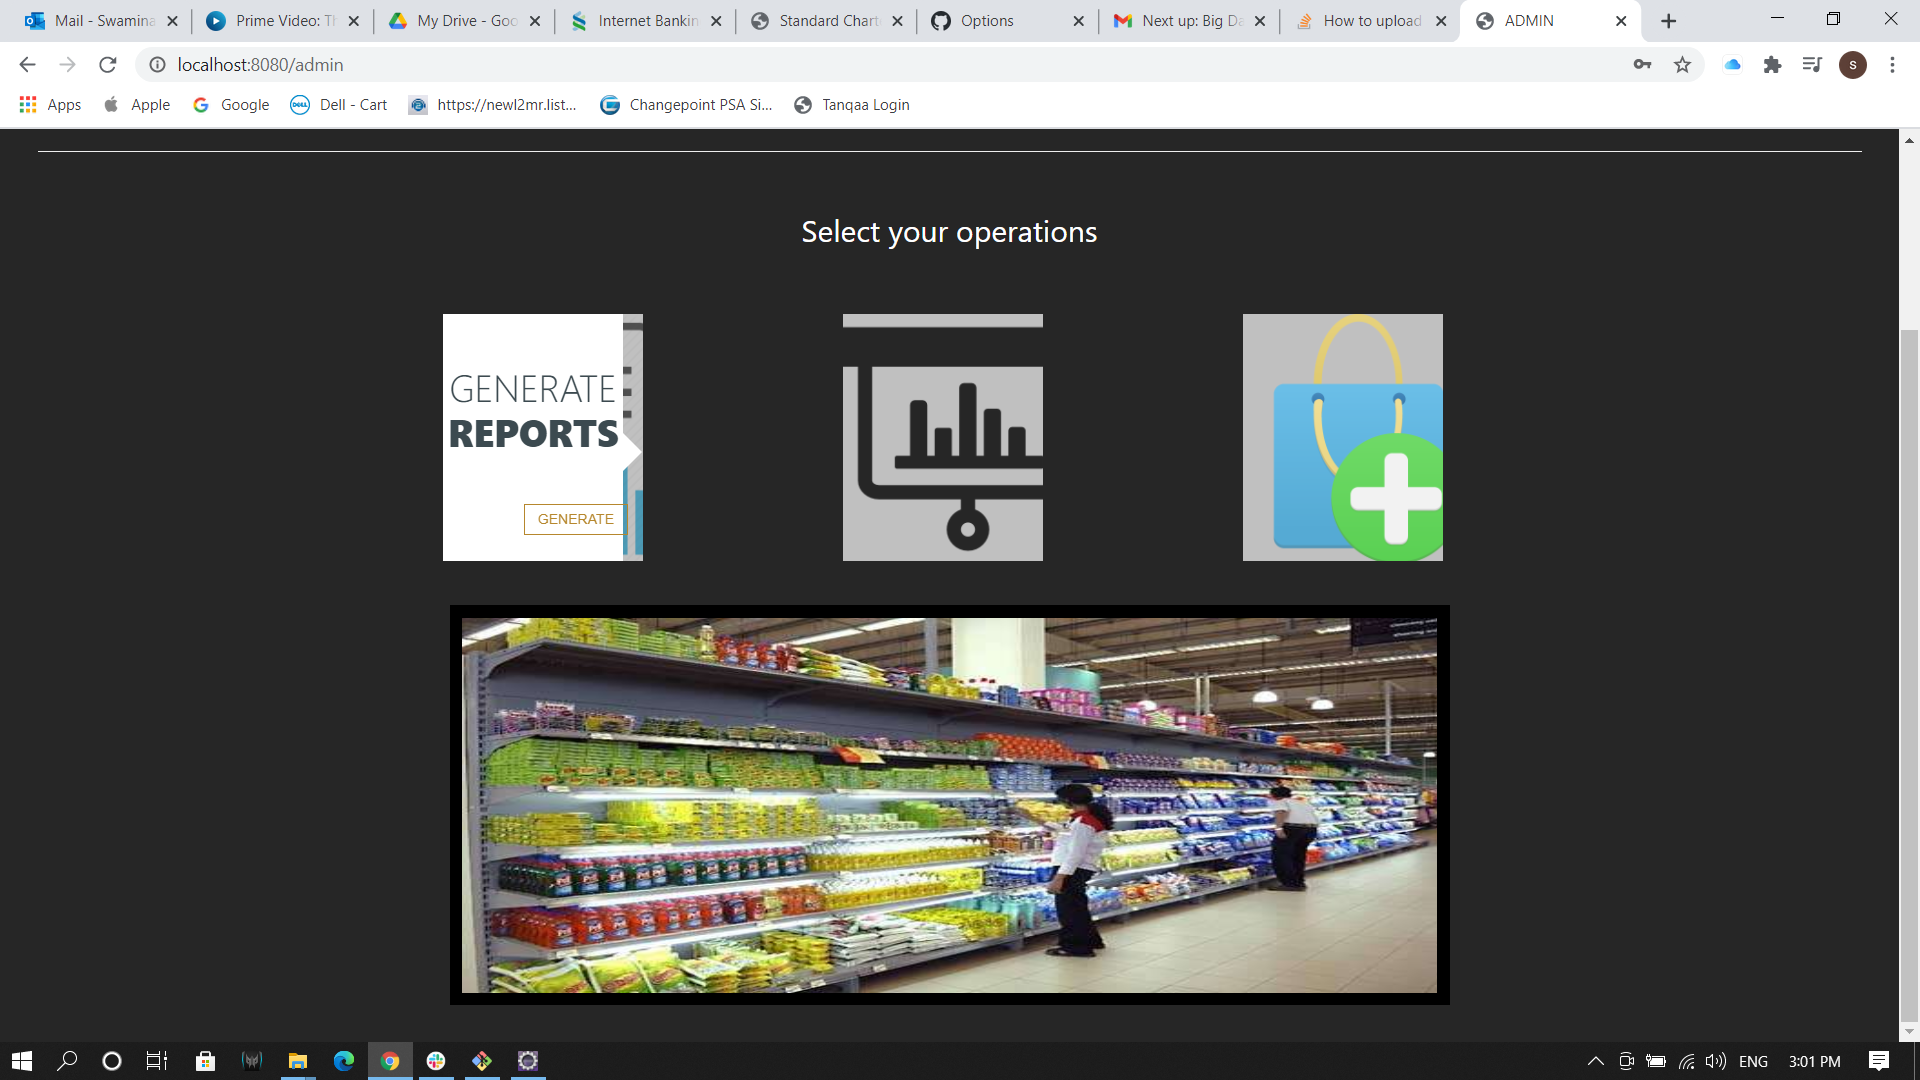 Mail - Swamina
Prime Video: Th
My Drive - Goo
Internet Bankin
Standard Chart
Options
Next up: Big Da
How to upload
ADMIN
localhost:8080/admin
S
Apps
Apple
Google
DELL
Dell - Cart
https://newl2mr.list...
Changepoint PSA Si...
Tanqaa Login
Select your operations
GENERATE
REPORTS
GENERATE
ENG
3:01 PM